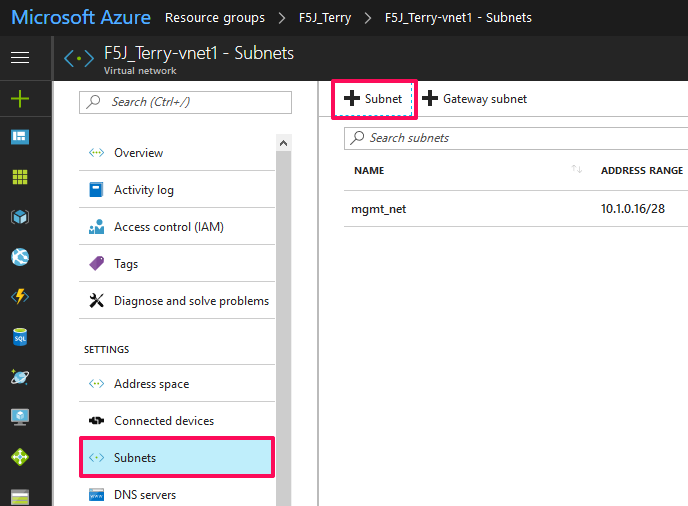 Microsoft Azure Resource groups > F5J_Terry > F5J_Terry-vnet1 - Subnets
F5J_Terry-vnet1 - Subnets
Virtual network
Search (Ctrl+/)
Overview
Activity log
Access control (IAM)
Tags
Diagnose and solve problems
SETTINGS
Address space
Connected devices
Subnets
DNS servers
+ Subnet + Gateway subnet
Search subnets
NAME ADDRESS RANGE
mgmt_net 10.1.0.16/28
SQL